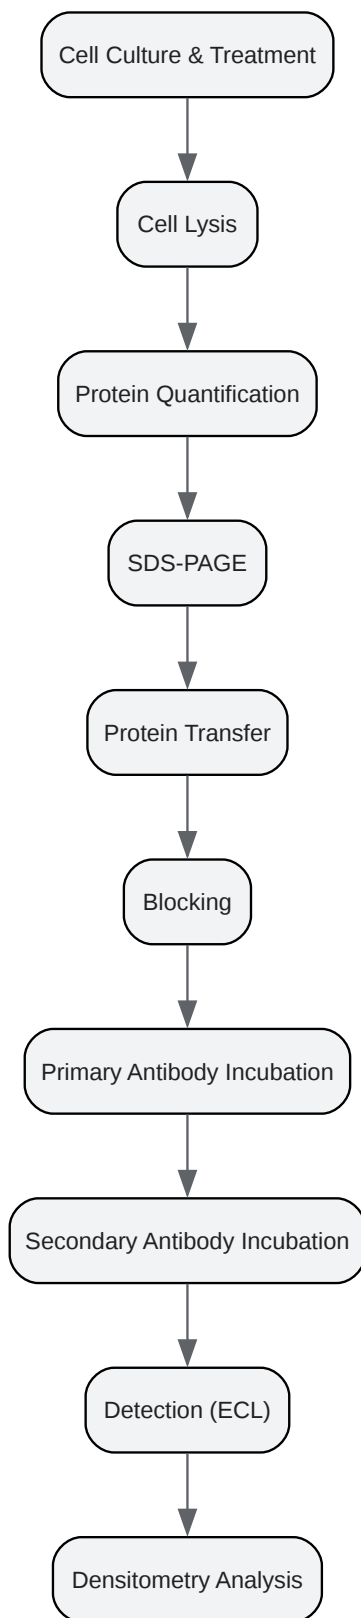 Cell Culture & Treatment
Cell Lysis
Protein Quantification
SDS-PAGE
Protein Transfer
Blocking
Primary Antibody Incubation
Secondary Antibody Incubation
Detection (ECL)
Densitometry Analysis